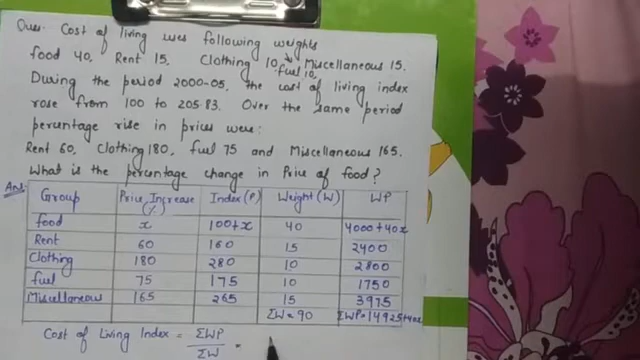 Ques: Cost of living uses following weights
food 40, Rent 15, Clothing 10, Miscellaneous 15.
fuel 10,
During the period 2000-05, the cost of living index
rose from 100 to 205.83. Over the same period
percentage rise in prices were:
Rent 60, Clothing 180, fuel 75 and Miscellaneous 165.
What is the percentage change in Price of food?
Ans:
Group Price Increase (%) Index (P) Weight (W) WP
food x 100+x 40 4000+40x
Rent 60 160 15 2400
Clothing 180 280 10 2800
fuel 75 175 10 1750
Miscellaneous 165 265 15 3975
ΣW = 90 ΣWP = 14925+40x
Cost of Living Index = ΣWP / ΣW =